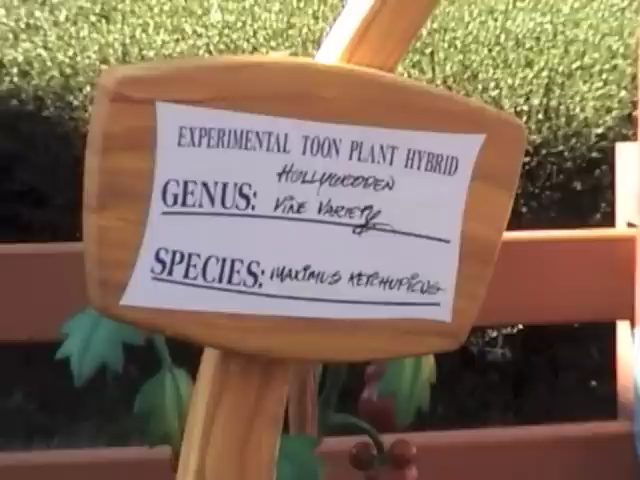 EXPERIMENTAL TOON PLANT HYBRID
GENUS: HOLLYWOODEN
VINE VARIETY
SPECIES: MAXIMUS KETCHUPICUS